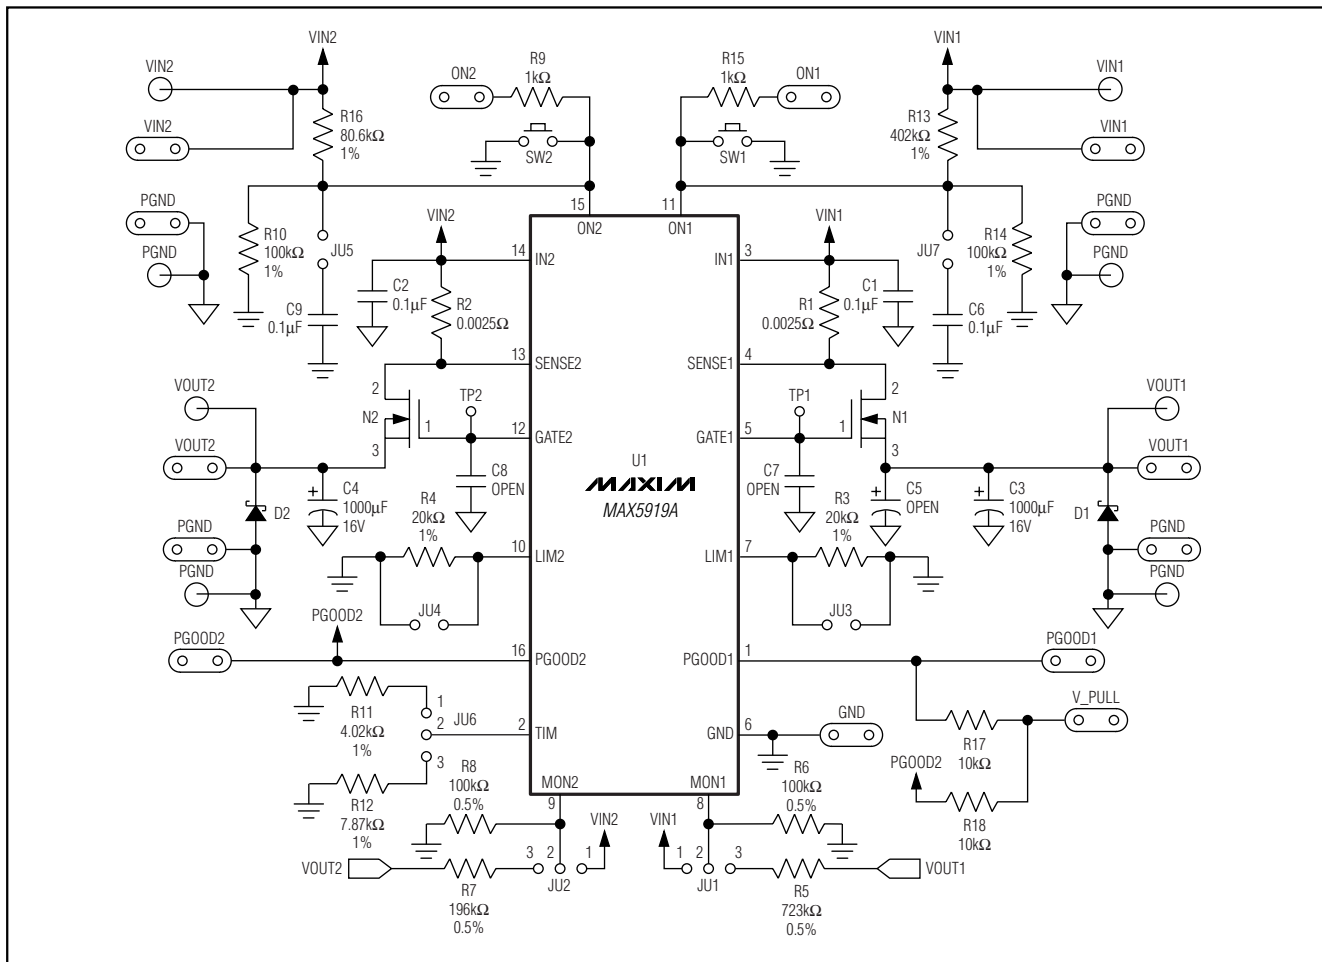 VIN2
VIN2
R16
80.6kΩ
1%
VIN2
ON2
R9
1kΩ
SW2
R15
1kΩ
ON1
SW1
VIN1
VIN1
R13
402kΩ
1%
VIN1
PGND
PGND
R10
100kΩ
1%
JU5
C9
0.1µF
VIN2
C2
0.1µF
R2
0.0025Ω
15
ON2
11
ON1
14
IN2
3
IN1
VIN1
R1
0.0025Ω
C1
0.1µF
JU7
C6
0.1µF
R14
100kΩ
1%
PGND
PGND
13
SENSE2
4
SENSE1
VOUT2
VOUT2
2
N2
1
3
TP2
12
GATE2
C8
OPEN
C4
1000µF
16V
+
D2
PGND
PGND
U1
MAXIM
MAX5919A
TP1
5
GATE1
2
N1
1
3
C7
OPEN
C5
OPEN
+
C3
1000µF
16V
+
VOUT1
VOUT1
D1
PGND
PGND
R4
20kΩ
1%
10
LIM2
JU4
R3
20kΩ
1%
7
LIM1
JU3
PGOOD2
PGOOD2
16
PGOOD2
1
PGOOD1
PGOOD1
R11
4.02kΩ
1%
1
2
3
JU6
2
TIM
R12
7.87kΩ
1%
6
GND
GND
V_PULL
R17
10kΩ
PGOOD2
R18
10kΩ
R8
100kΩ
0.5%
MON2
9
MON1
8
R6
100kΩ
0.5%
VIN2
VIN1
VOUT2
R7
196kΩ
0.5%
3
2
1
JU2
1
2
3
JU1
R5
723kΩ
0.5%
VOUT1